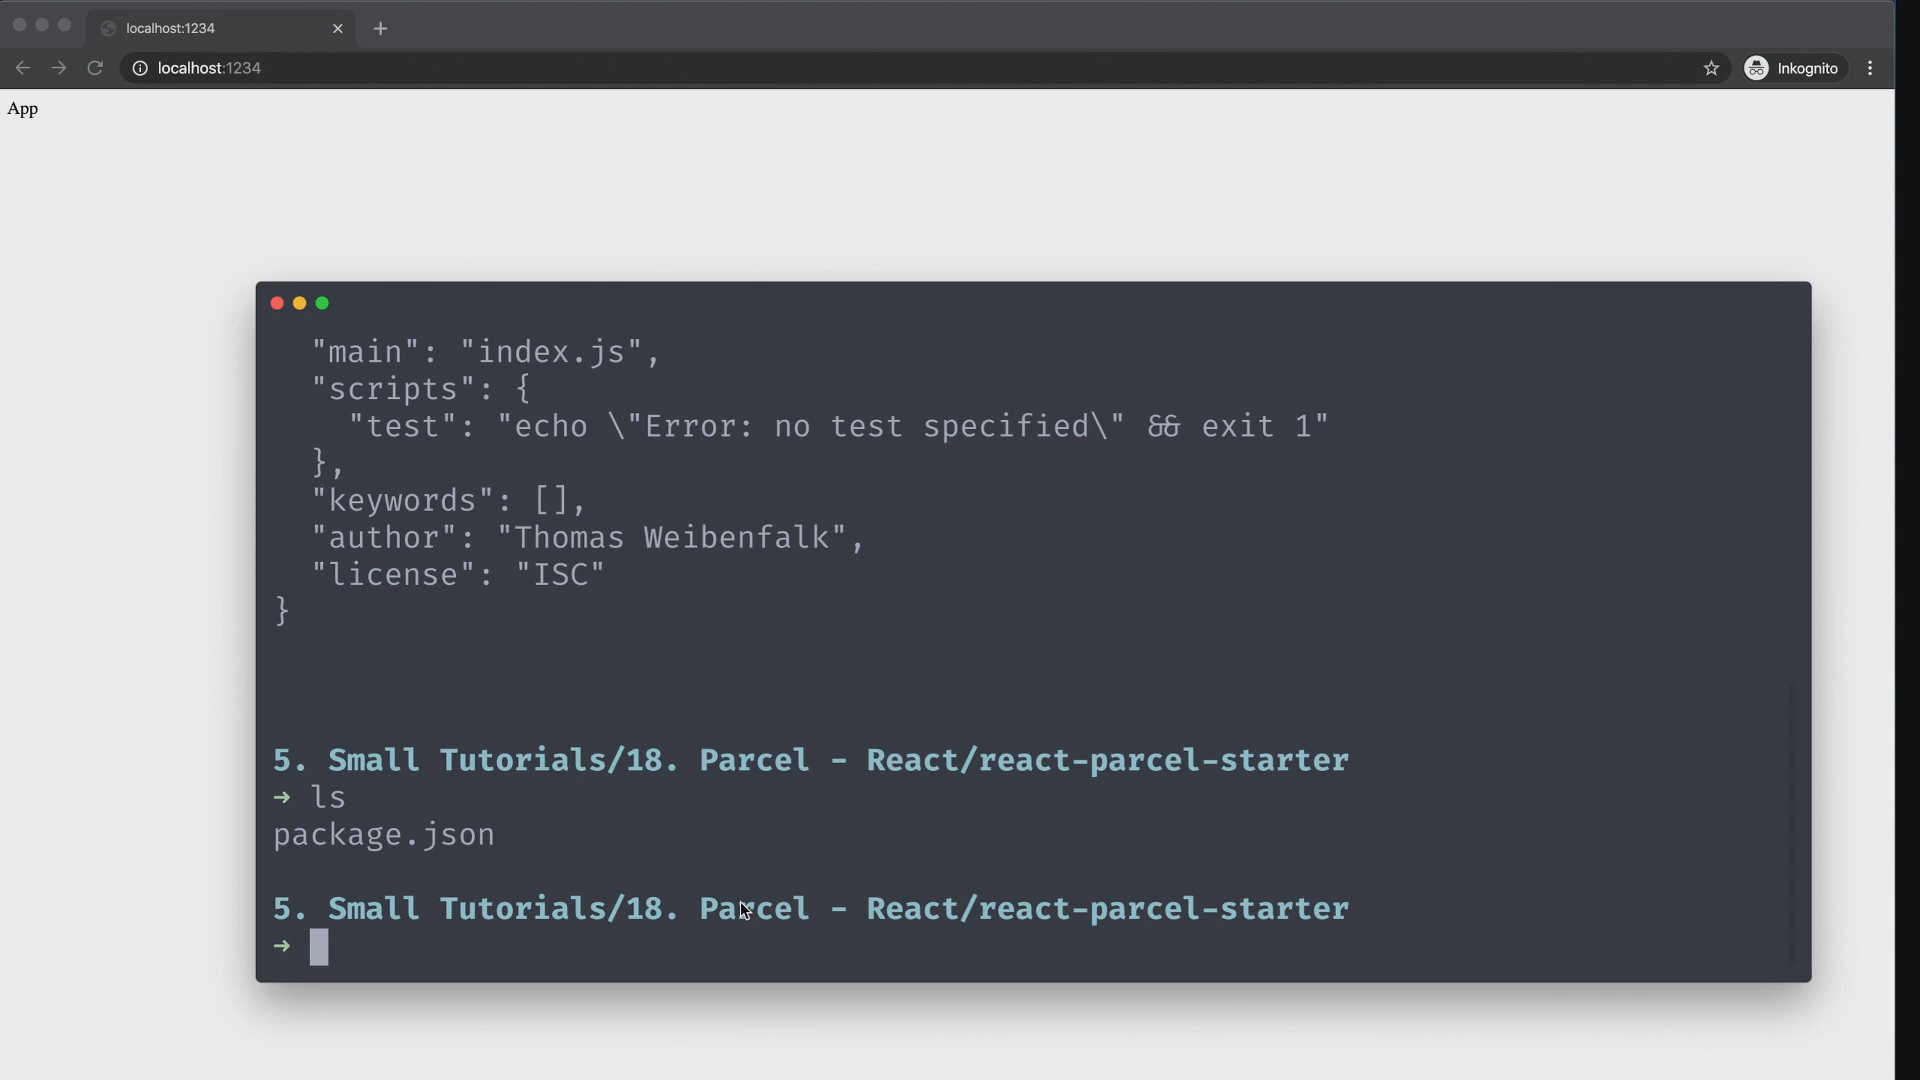 localhost:1234
localhost:1234
Inkognito
App
"main": "index.js",
"scripts": {
"test": "echo \"Error: no test specified\" && exit 1"
},
"keywords": [],
"author": "Thomas Weibenfalk",
"license": "ISC"
}
5. Small Tutorials/18. Parcel - React/react-parcel-starter
➜ ls
package.json
5. Small Tutorials/18. Parcel - React/react-parcel-starter
➜